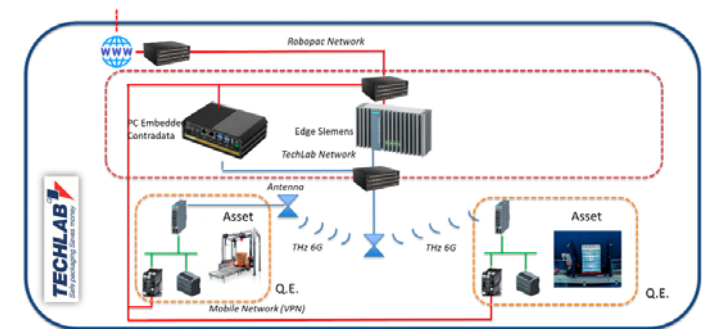 Robopac Network
WWW
PC Embedded
Contradata
Edge Siemens
TechLab Network
Antenna
Asset
THz 6G
THz 6G
Asset
Q.E.
Q.E.
Mobile Network (VPN)
TECHLAB
Safe packaging Saves money